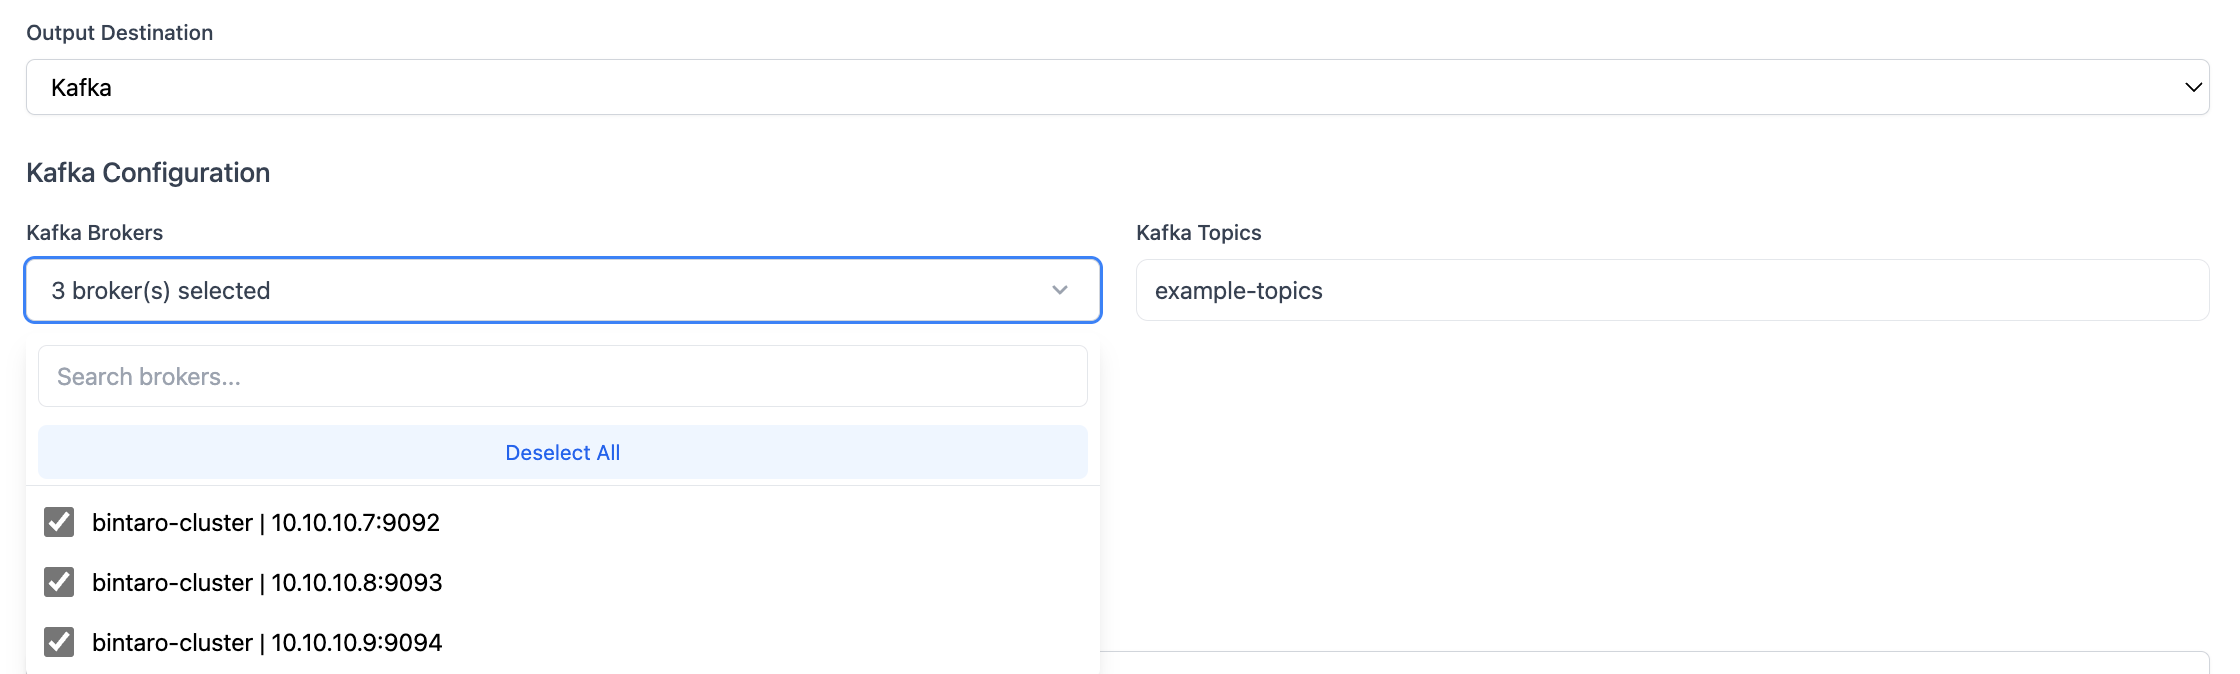 Output Destination
Kafka
Kafka Configuration
Kafka Brokers
3 broker(s) selected
Search brokers...
Deselect All
bintaro-cluster | 10.10.10.7:9092
bintaro-cluster | 10.10.10.8:9093
bintaro-cluster | 10.10.10.9:9094
Kafka Topics
example-topics